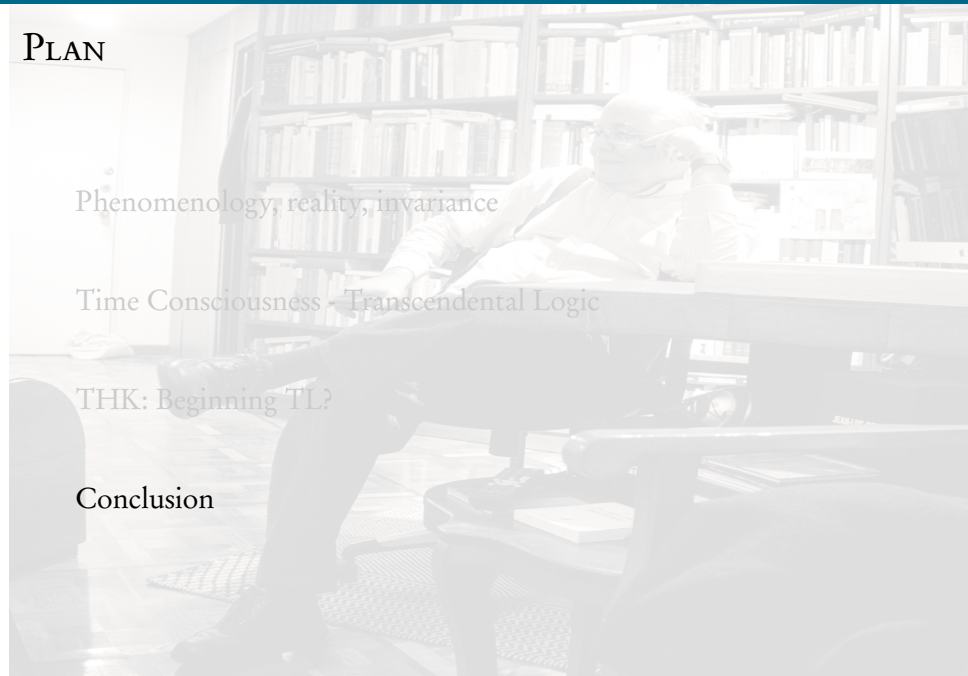 Plan
Phenomenology, reality, invariance
Time Consciousness - Transcendental Logic
THK: Beginning TL?
Conclusion